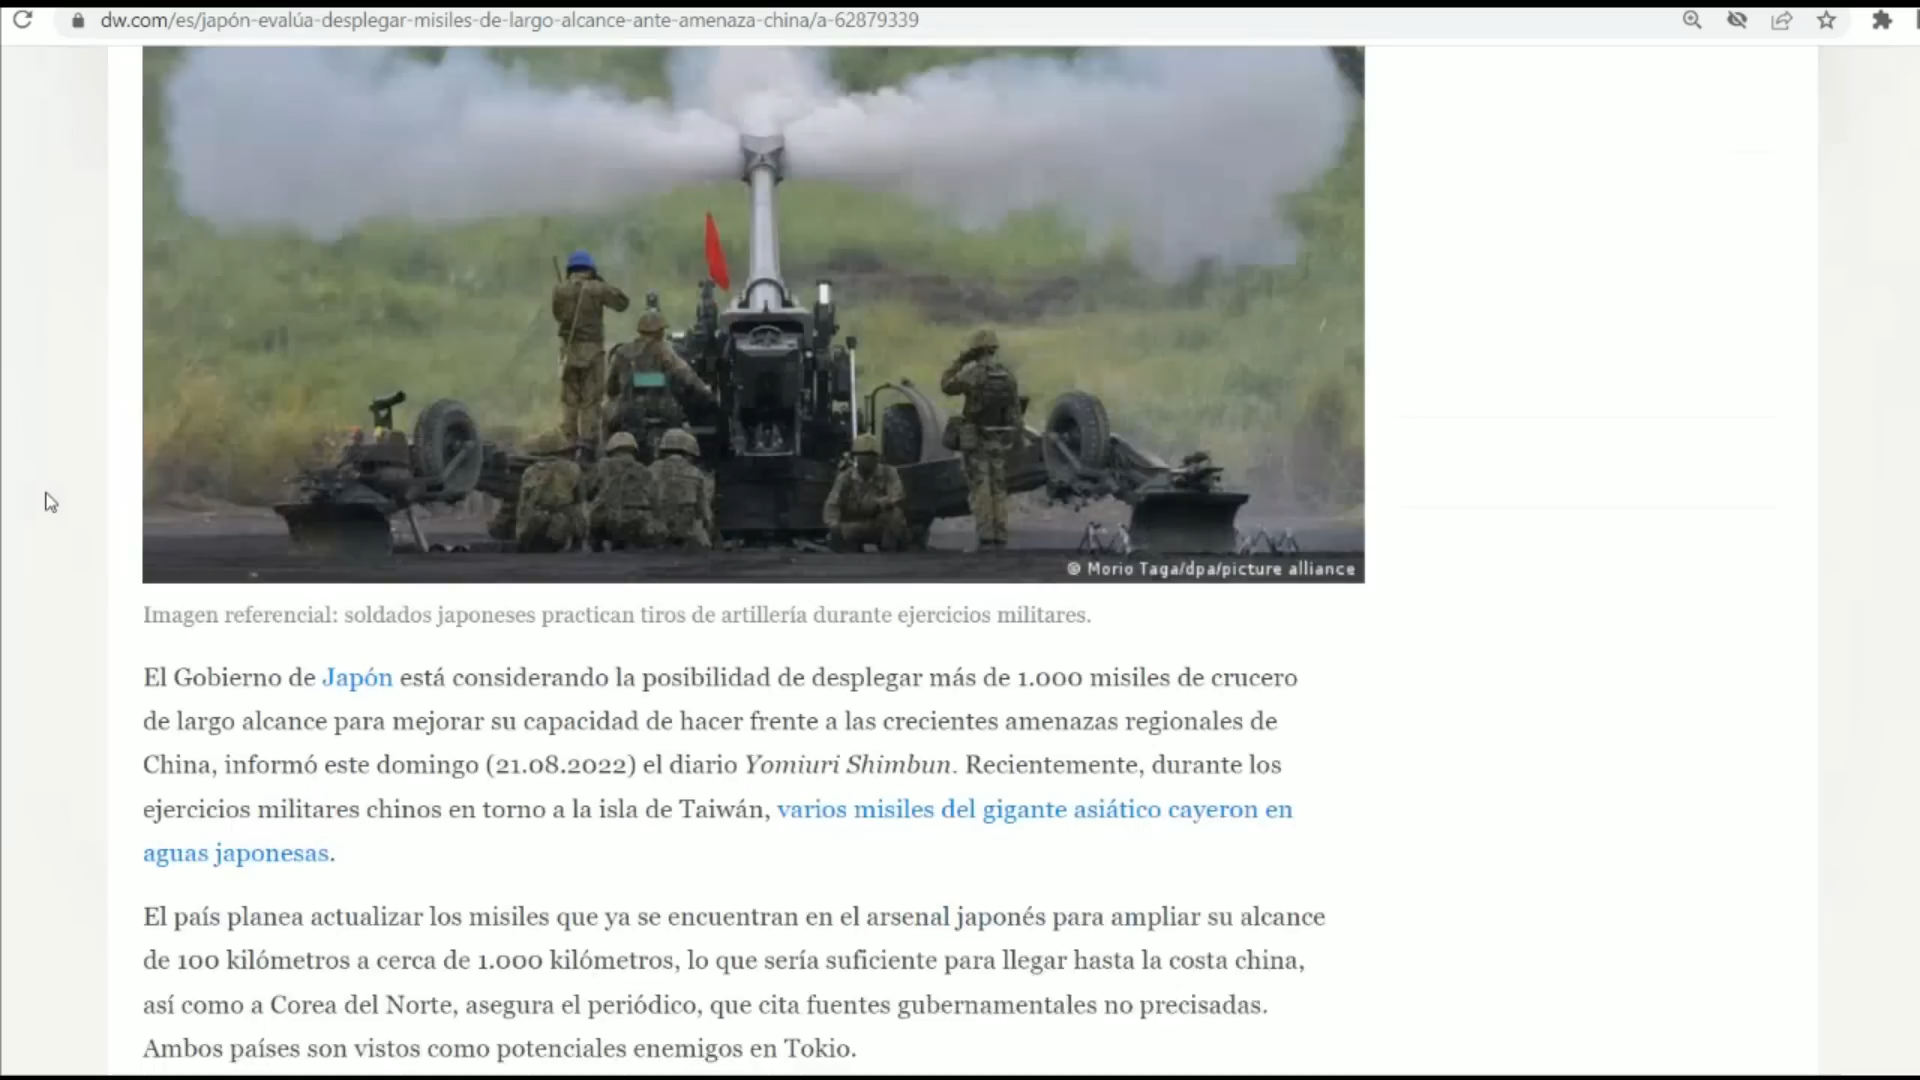 dw.com/es/japón-evalúa-desplegar-misiles-de-largo-alcance-ante-amenaza-china/a-62879339
© Morio Taga/dpa/picture alliance
Imagen referencial: soldados japoneses practican tiros de artillería durante ejercicios militares.
El Gobierno de Japón está considerando la posibilidad de desplegar más de 1.000 misiles de crucero
de largo alcance para mejorar su capacidad de hacer frente a las crecientes amenazas regionales de
China, informó este domingo (21.08.2022) el diario Yomiuri Shimbun. Recientemente, durante los
ejercicios militares chinos en torno a la isla de Taiwán, varios misiles del gigante asiático cayeron en
aguas japonesas.
El país planea actualizar los misiles que ya se encuentran en el arsenal japonés para ampliar su alcance
de 100 kilómetros a cerca de 1.000 kilómetros, lo que sería suficiente para llegar hasta la costa china,
así como a Corea del Norte, asegura el periódico, que cita fuentes gubernamentales no precisadas.
Ambos países son vistos como potenciales enemigos en Tokio.